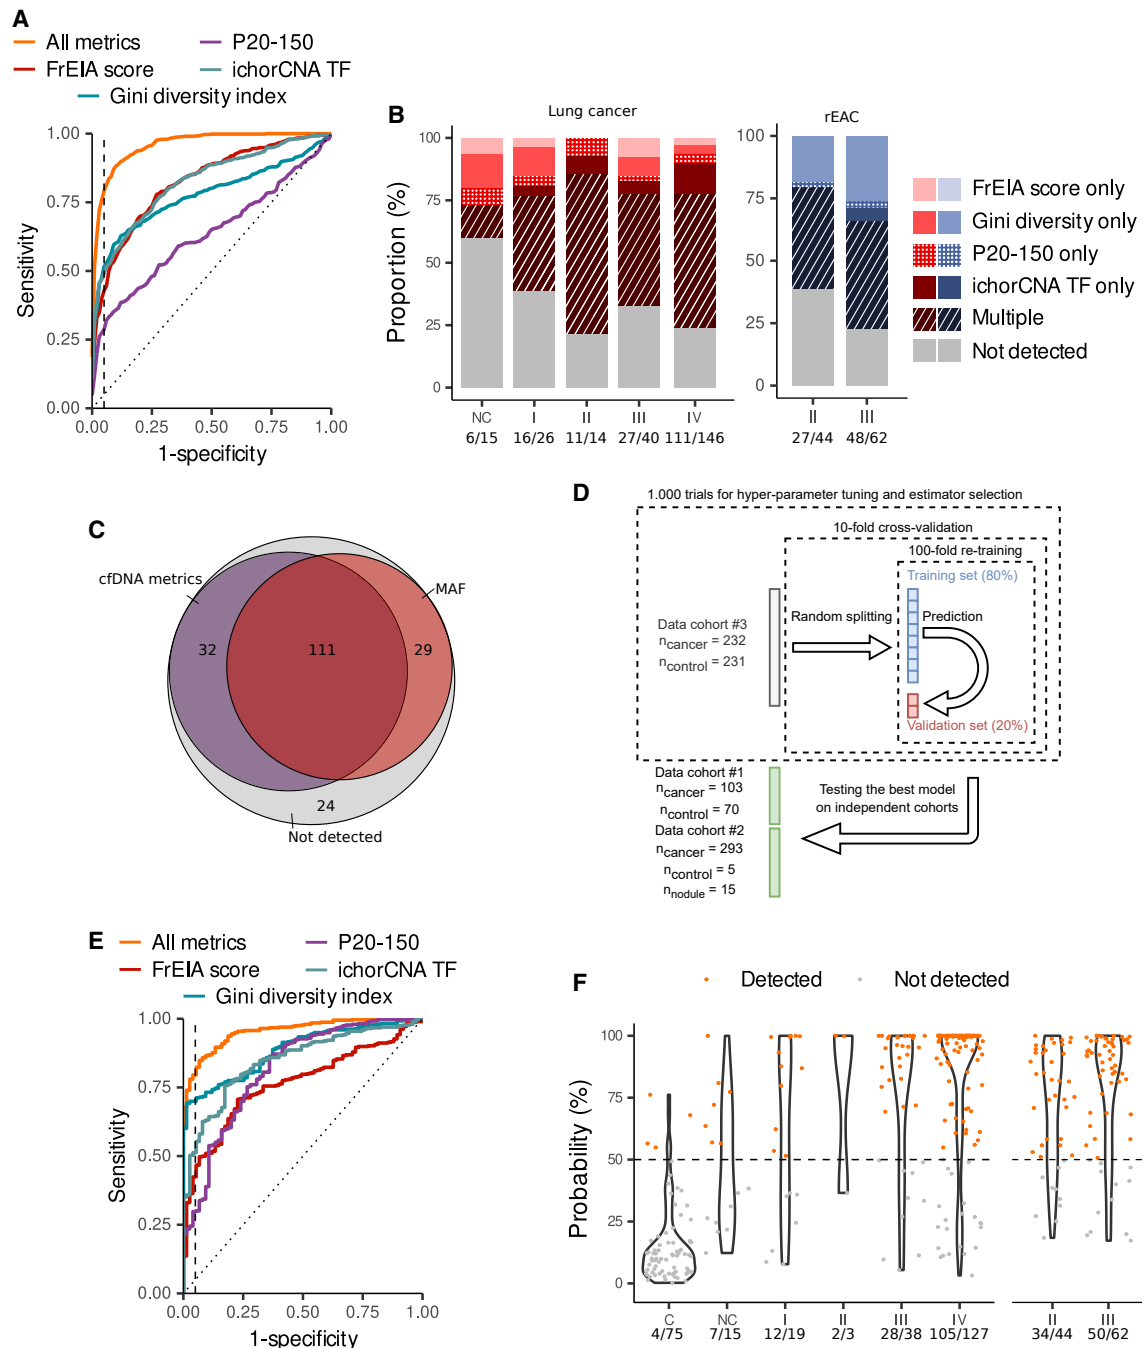 A
All metrics
P20-150
FrEIA score
ichorCNA TF
Gini diversity index
1.00
0.75
0.50
0.25
0.00
Sensitivity
0.00 0.25 0.50 0.75 1.00
1-specificity
B
Lung cancer
rEAC
100
75
50
25
0
Proportion (%)
NC I II III IV
6/15 16/26 11/14 27/40 111/146
100
75
50
25
0
II III
27/44 48/62
FrEIA score only
Gini diversity only
P20-150 only
ichorCNA TF only
Multiple
Not detected
C
cfDNA metrics
MAF
32
111
29
24
Not detected
D
1.000 trials for hyper-parameter tuning and estimator selection
10-fold cross-validation
100-fold re-training
Training set (80%)
Data cohort #3
ncancer = 232
ncontrol = 231
Random splitting
Prediction
Validation set (20%)
Data cohort #1
ncancer = 103
ncontrol = 70
Data cohort #2
ncancer = 293
ncontrol = 5
nnodule = 15
Testing the best model
on independent cohorts
E
All metrics
P20-150
FrEIA score
ichorCNA TF
Gini diversity index
1.00
0.75
0.50
0.25
0.00
Sensitivity
0.00 0.25 0.50 0.75 1.00
1-specificity
F
Detected
Not detected
100
75
50
25
0
Probability (%)
C NC I II III IV II III
4/75 7/15 12/19 2/3 28/38 105/127 34/44 50/62